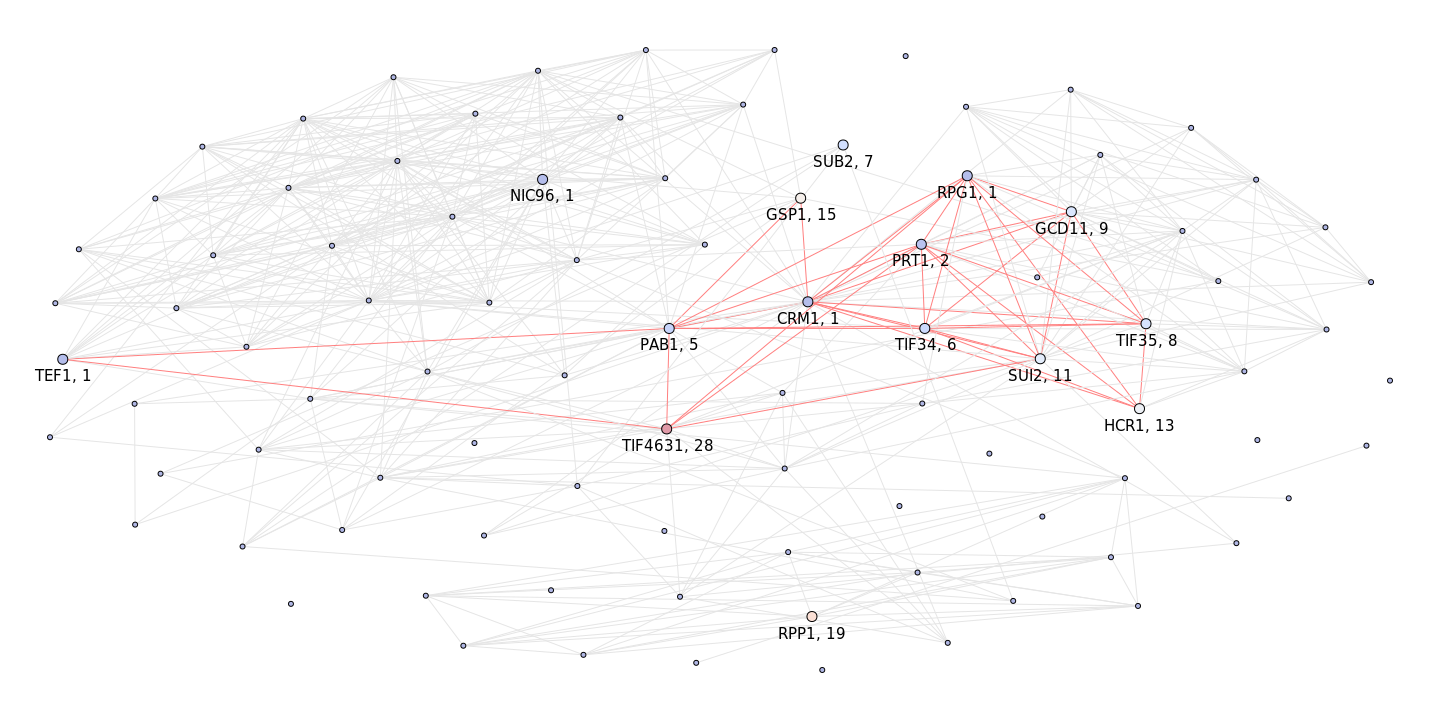 SUB2, 7
NIC96, 1
RPG1, 1
GSP1, 15
GCD11, 9
PRT1, 2
CRM1, 1
PAB1, 5
TIF34, 6
TIF35, 8
TEF1, 1
SUI2, 11
HCR1, 13
TIF4631, 28
RPP1, 19